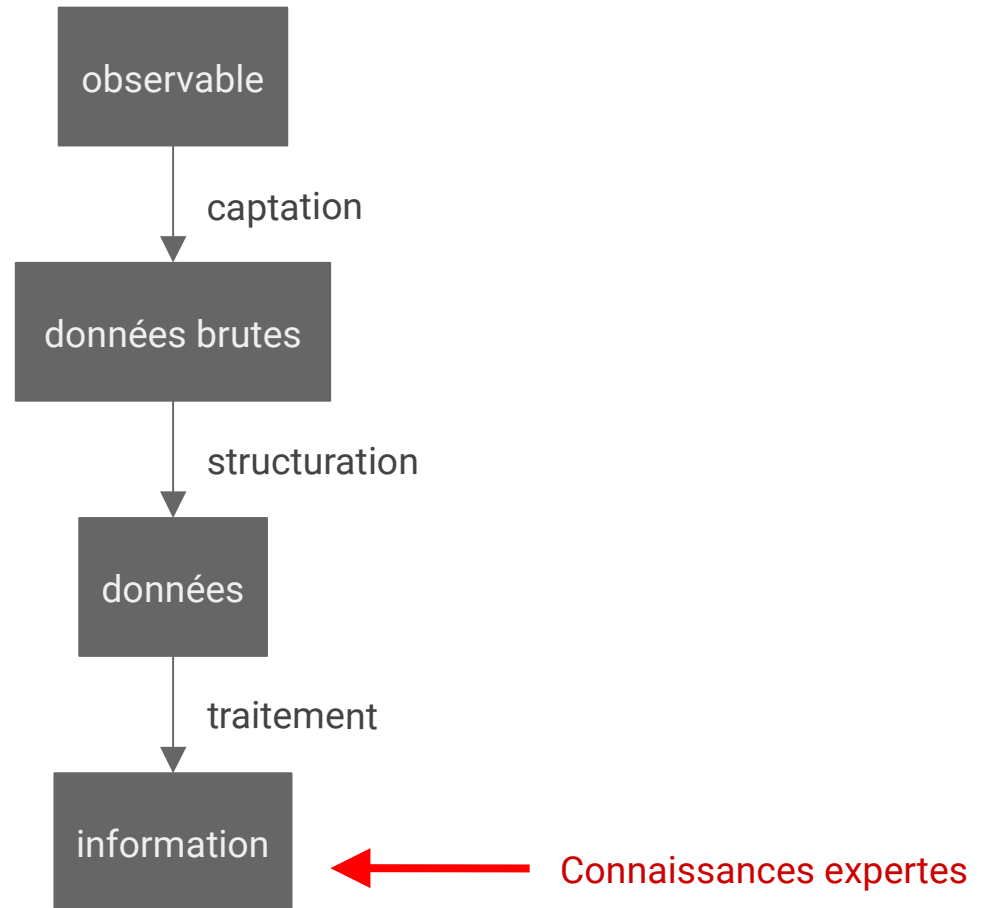 observable
captation
données brutes
structuration
données
traitement
information
Connaissances expertes